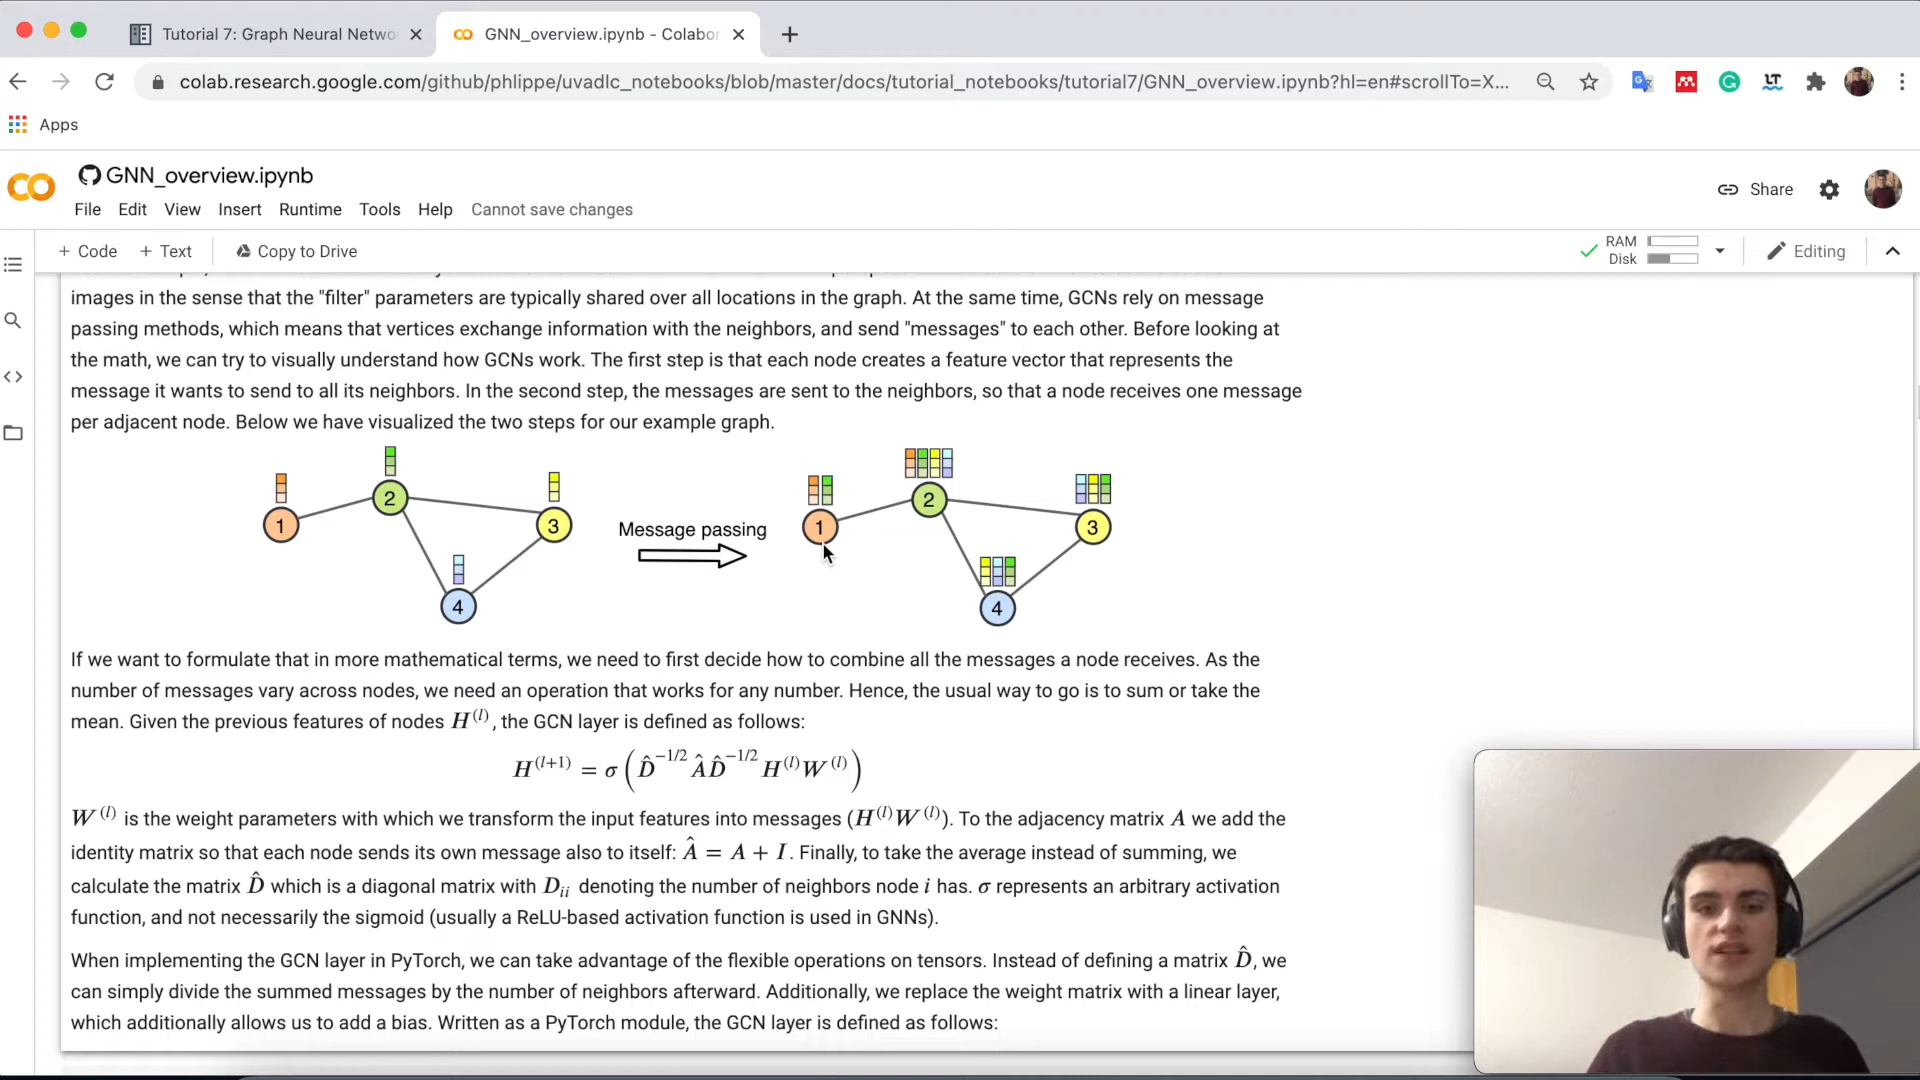 Tutorial 7: Graph Neural Netwo
GNN_overview.ipynb - Colabor
colab.research.google.com/github/phlippe/uvadlc_notebooks/blob/master/docs/tutorial_notebooks/tutorial7/GNN_overview.ipynb?hl=en#scrollTo=X...
Apps
GNN_overview.ipynb
Share
File Edit View Insert Runtime Tools Help Cannot save changes
+ Code + Text Copy to Drive
RAM
Disk
Editing
images in the sense that the "filter" parameters are typically shared over all locations in the graph. At the same time, GCNs rely on message
passing methods, which means that vertices exchange information with the neighbors, and send "messages" to each other. Before looking at
the math, we can try to visually understand how GCNs work. The first step is that each node creates a feature vector that represents the
message it wants to send to all its neighbors. In the second step, the messages are sent to the neighbors, so that a node receives one message
per adjacent node. Below we have visualized the two steps for our example graph.
1 2 3 4
Message passing
1 2 3 4
If we want to formulate that in more mathematical terms, we need to first decide how to combine all the messages a node receives. As the
number of messages vary across nodes, we need an operation that works for any number. Hence, the usual way to go is to sum or take the
mean. Given the previous features of nodes H^(l), the GCN layer is defined as follows:
H^(l+1) = σ(D̂^−1/2 Â D̂^−1/2 H^(l) W^(l))
W^(l) is the weight parameters with which we transform the input features into messages (H^(l)W^(l)). To the adjacency matrix A we add the
identity matrix so that each node sends its own message also to itself: Â = A + I. Finally, to take the average instead of summing, we
calculate the matrix D̂ which is a diagonal matrix with D_ii denoting the number of neighbors node i has. σ represents an arbitrary activation
function, and not necessarily the sigmoid (usually a ReLU-based activation function is used in GNNs).
When implementing the GCN layer in PyTorch, we can take advantage of the flexible operations on tensors. Instead of defining a matrix D̂, we
can simply divide the summed messages by the number of neighbors afterward. Additionally, we replace the weight matrix with a linear layer,
which additionally allows us to add a bias. Written as a PyTorch module, the GCN layer is defined as follows: